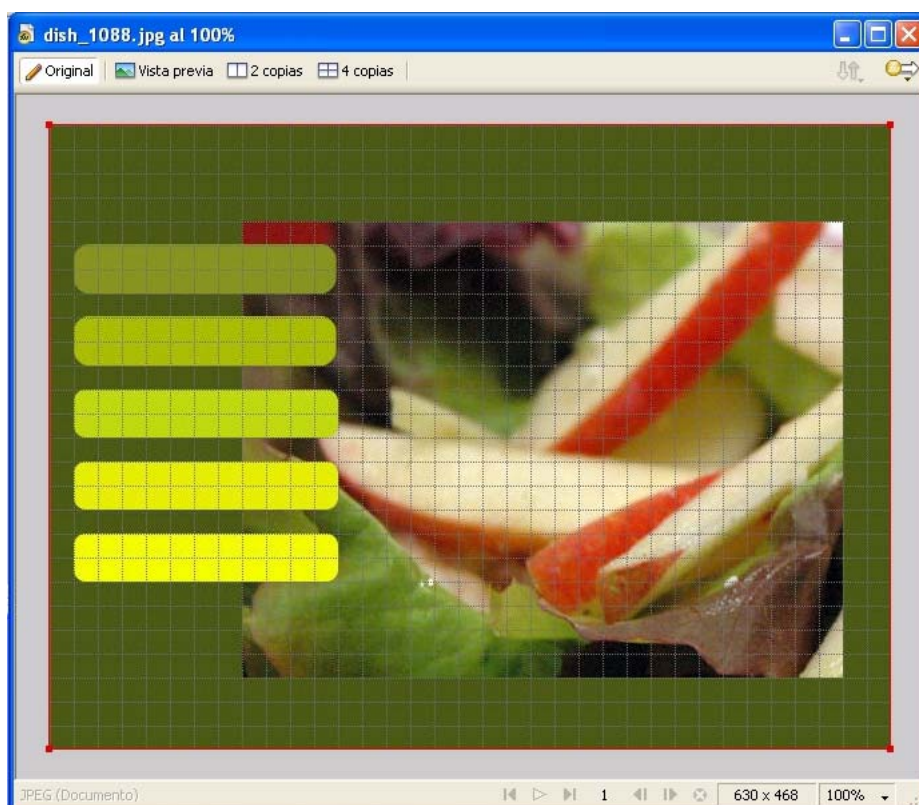 dish_1088.jpg al 100%
Original Vista previa 2 copias 4 copias
JPEG (Documento) 1 630 x 468 100%